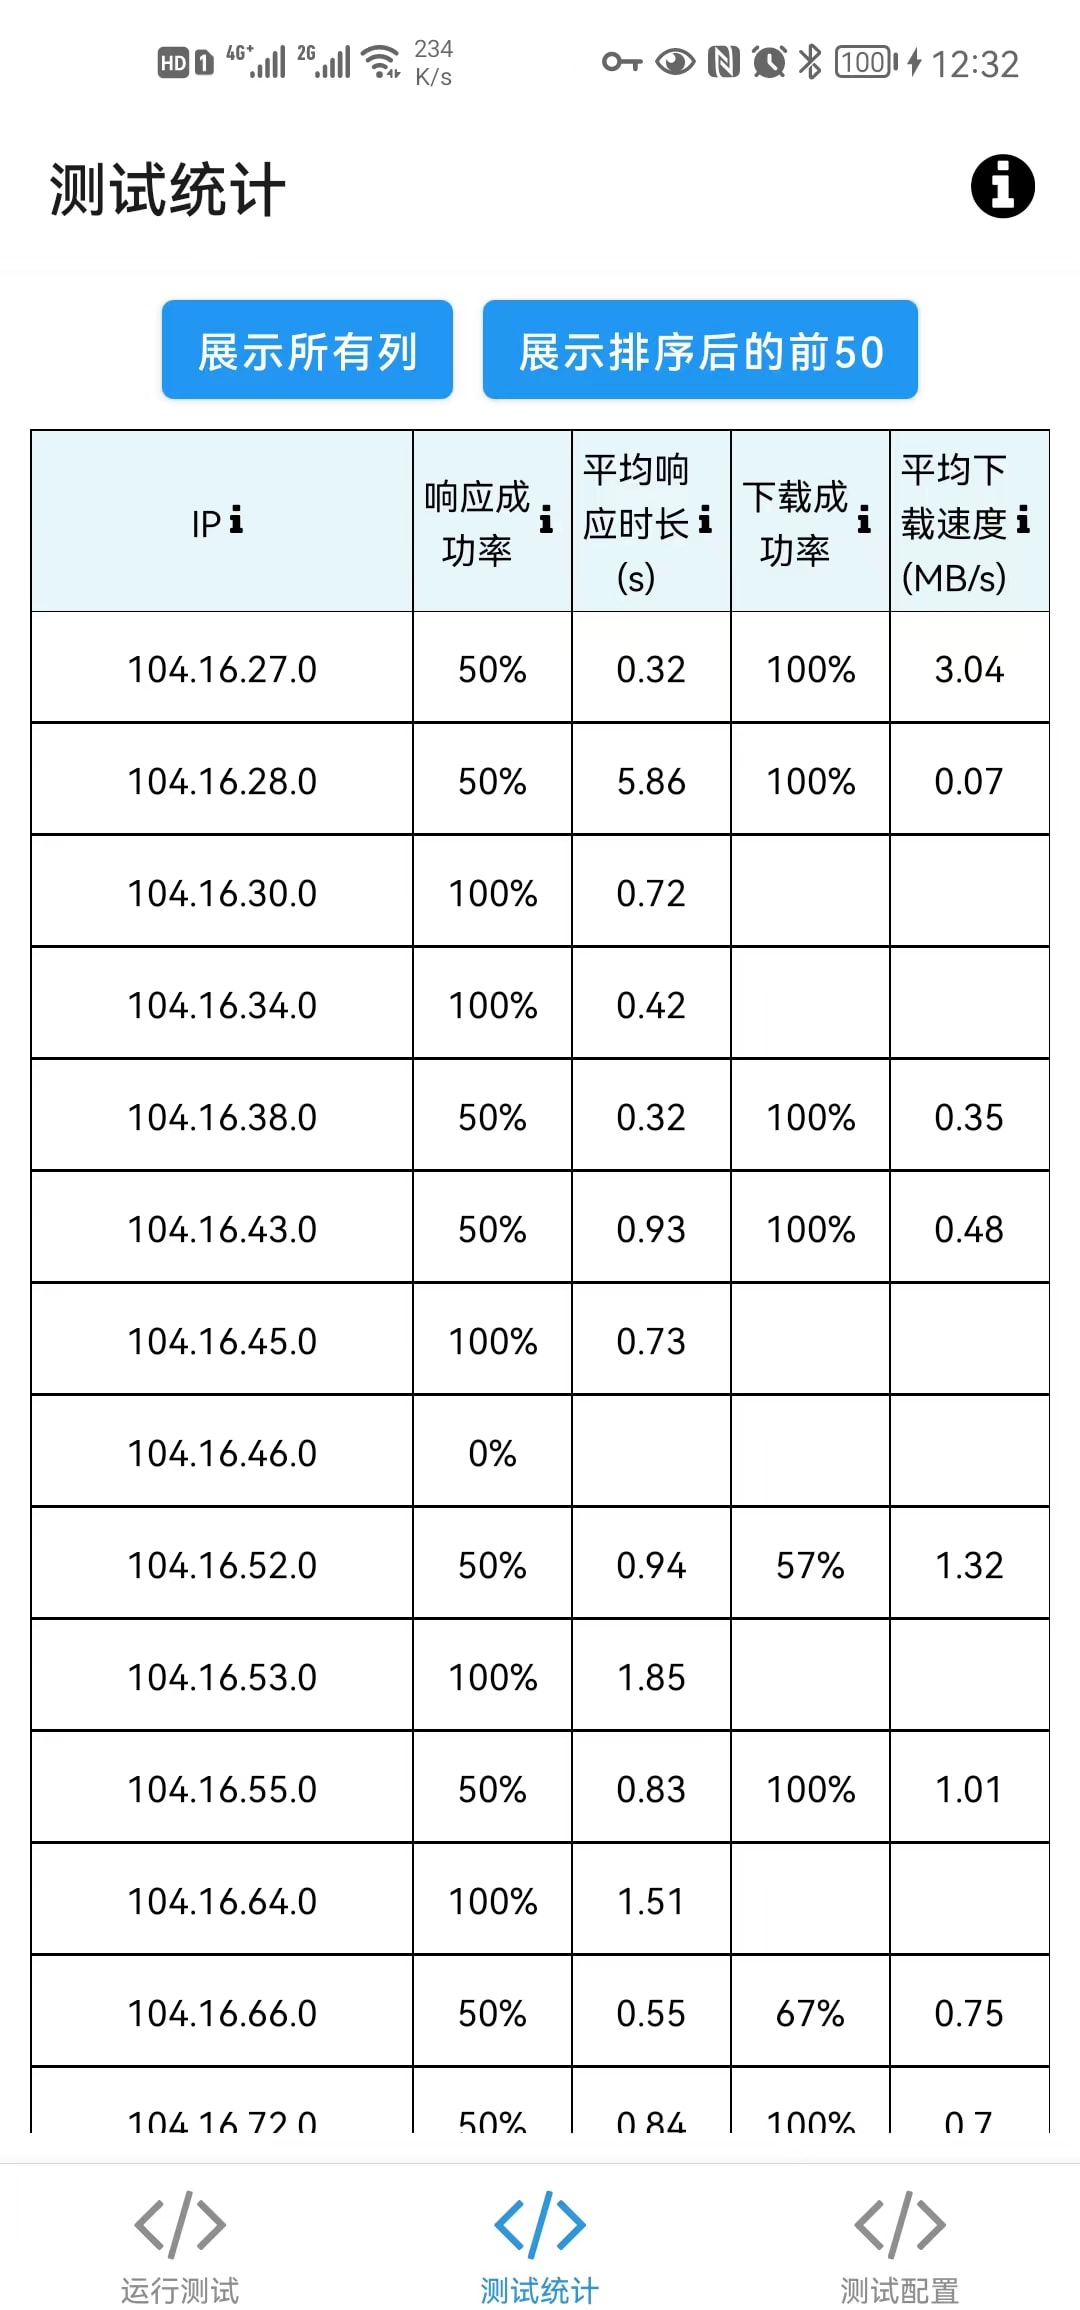 HD 1 4G+ 2G 234 K/s 100 12:32
测试统计
展示所有列 展示排序后的前50
IP 响应成功率 平均响应时长(s) 下载成功率 平均下载速度(MB/s)
104.16.27.0 50% 0.32 100% 3.04
104.16.28.0 50% 5.86 100% 0.07
104.16.30.0 100% 0.72
104.16.34.0 100% 0.42
104.16.38.0 50% 0.32 100% 0.35
104.16.43.0 50% 0.93 100% 0.48
104.16.45.0 100% 0.73
104.16.46.0 0%
104.16.52.0 50% 0.94 57% 1.32
104.16.53.0 100% 1.85
104.16.55.0 50% 0.83 100% 1.01
104.16.64.0 100% 1.51
104.16.66.0 50% 0.55 67% 0.75
104.16.72.0 50% 0.84 100% 0.7
运行测试 测试统计 测试配置